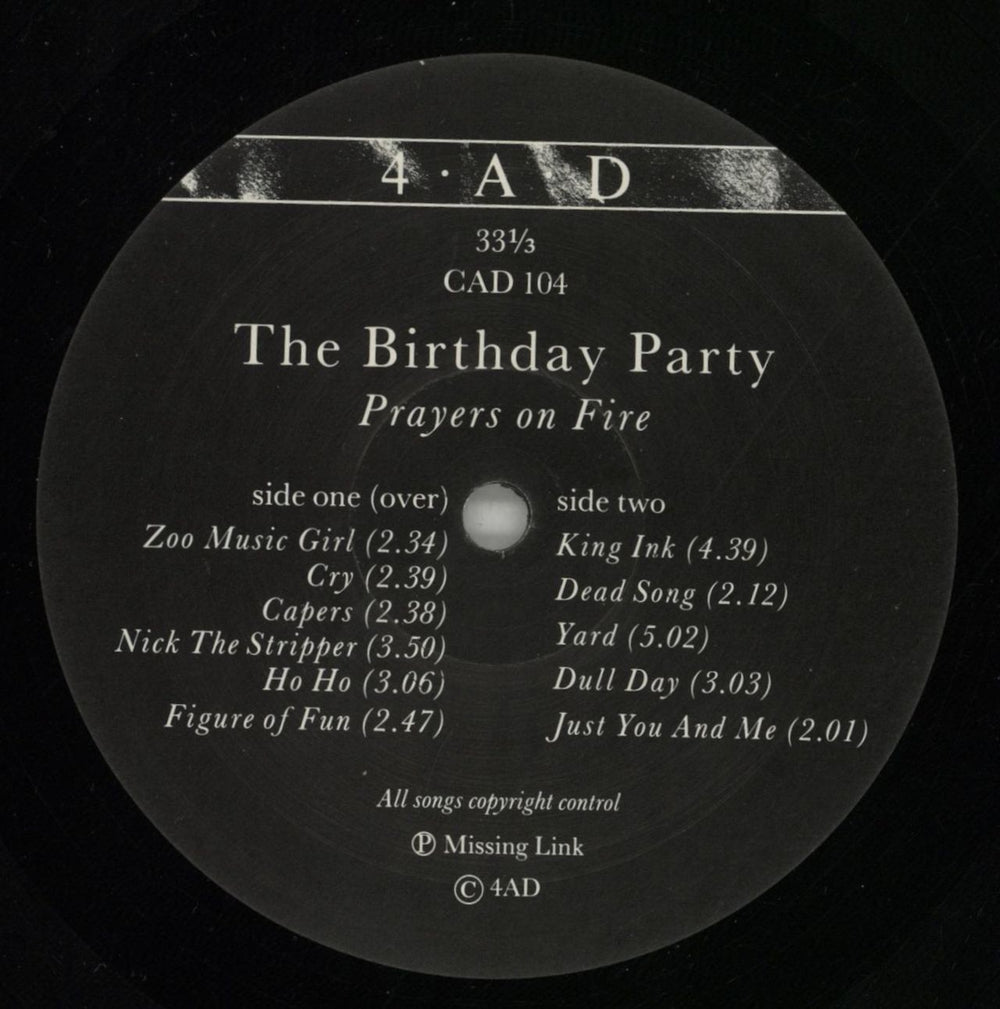 4·A·D
33⅓
CAD 104
The Birthday Party
Prayers on Fire
side one (over)
Zoo Music Girl (2.34)
Cry (2.39)
Capers (2.38)
Nick The Stripper (3.50)
Ho Ho (3.06)
Figure of Fun (2.47)
side two
King Ink (4.39)
Dead Song (2.12)
Yard (5.02)
Dull Day (3.03)
Just You And Me (2.01)
All songs copyright control
Ⓟ Missing Link
© 4AD